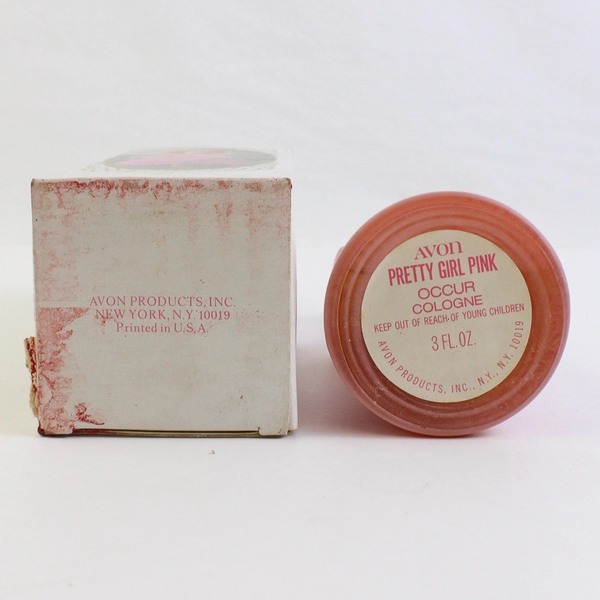 AVON PRODUCTS, INC.
NEW YORK, N.Y. 10019
Printed in U.S.A.
AVON
PRETTY GIRL PINK
OCCUR
COLOGNE
KEEP OUT OF REACH OF YOUNG CHILDREN
3 FL. OZ.
AVON PRODUCTS, INC., N.Y., N.Y. 10019